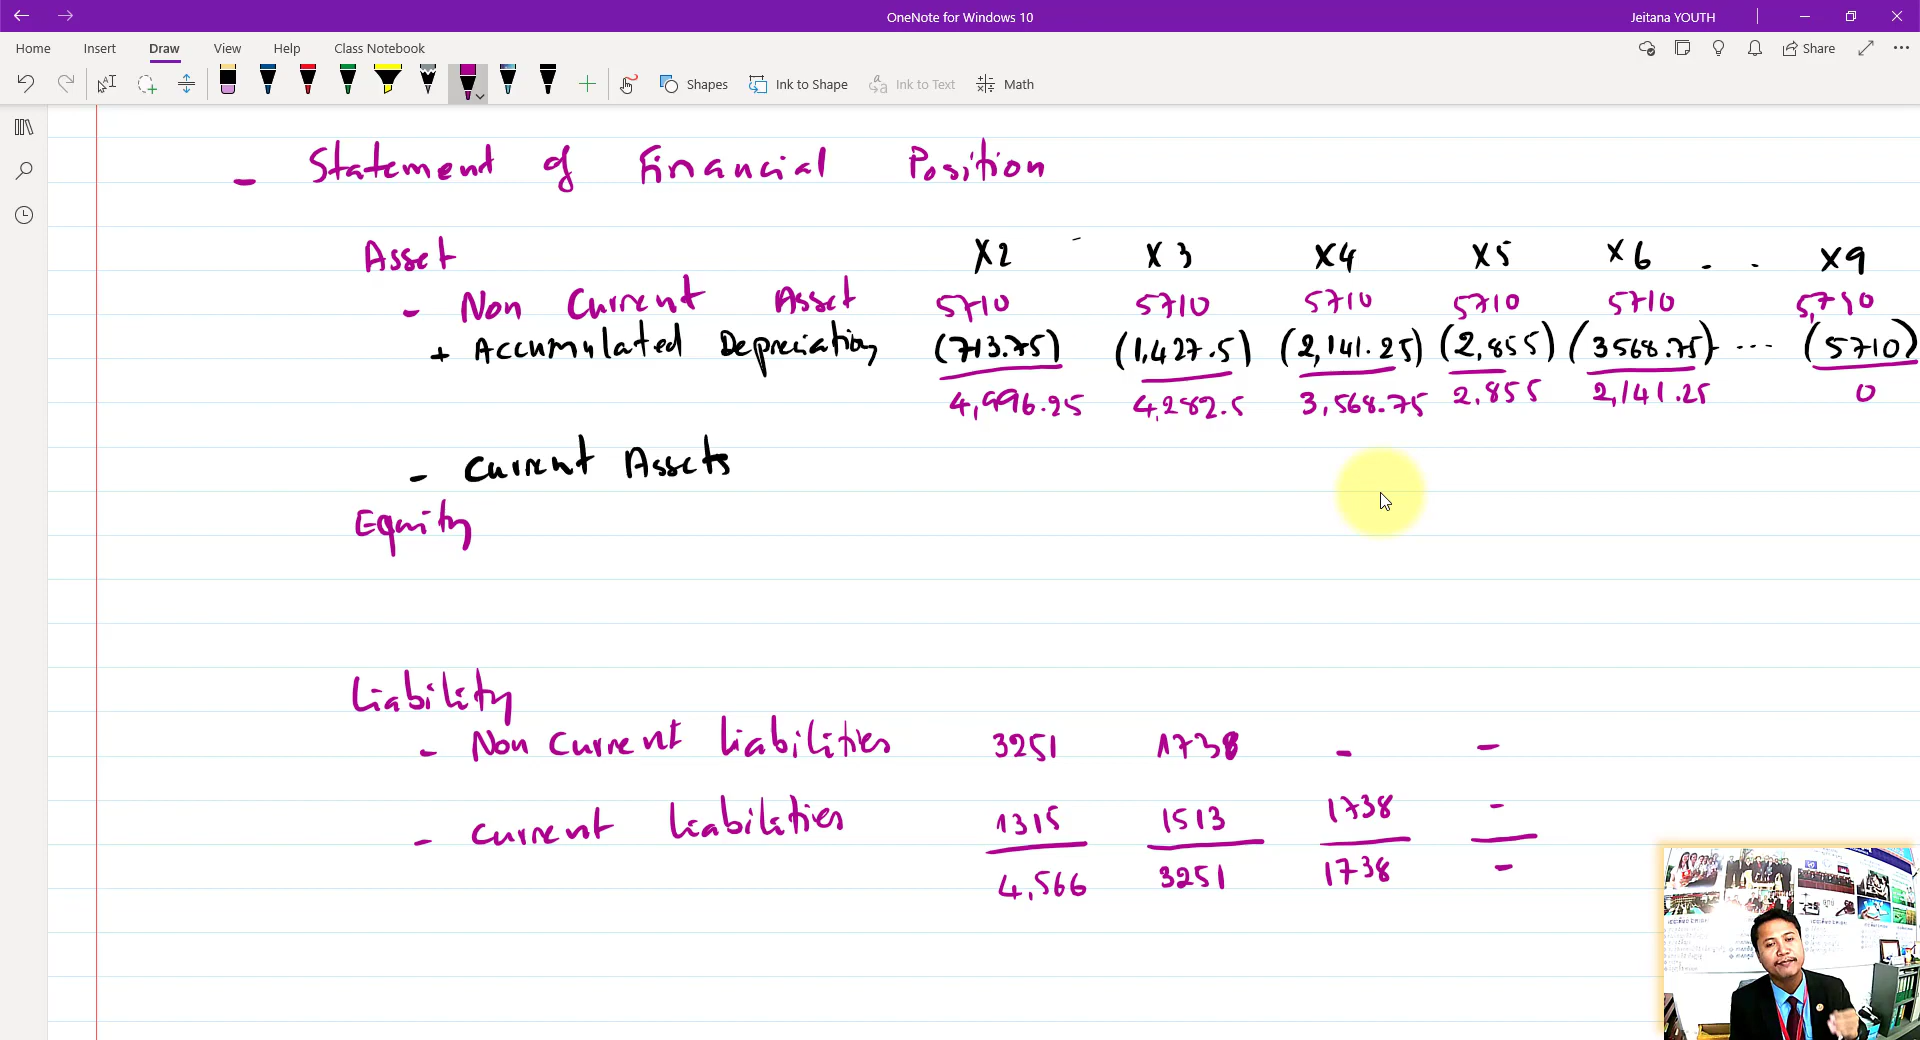 OneNote for Windows 10
Jeitana YOUTH
Home Insert Draw View Help Class Notebook
Share
Shapes Ink to Shape Ink to Text Math
- Statement of Financial Position
Asset X2 X3 X4 X5 X6 . . X9
- Non Current Asset 5710 5710 5710 5710 5710 5,710
+ Accumulated Depreciation (713.75) (1,427.5) (2,141.25) (2,855) (3568.75) ... (5710)
4,996.25 4,282.5 3,568.75 2,855 2,141.25 0
- Current Assets
Equity
Liability
- Non Current Liabilities 3251 1738 - -
- Current Liabilities 1315 1513 1738 -
4,566 3251 1738 -